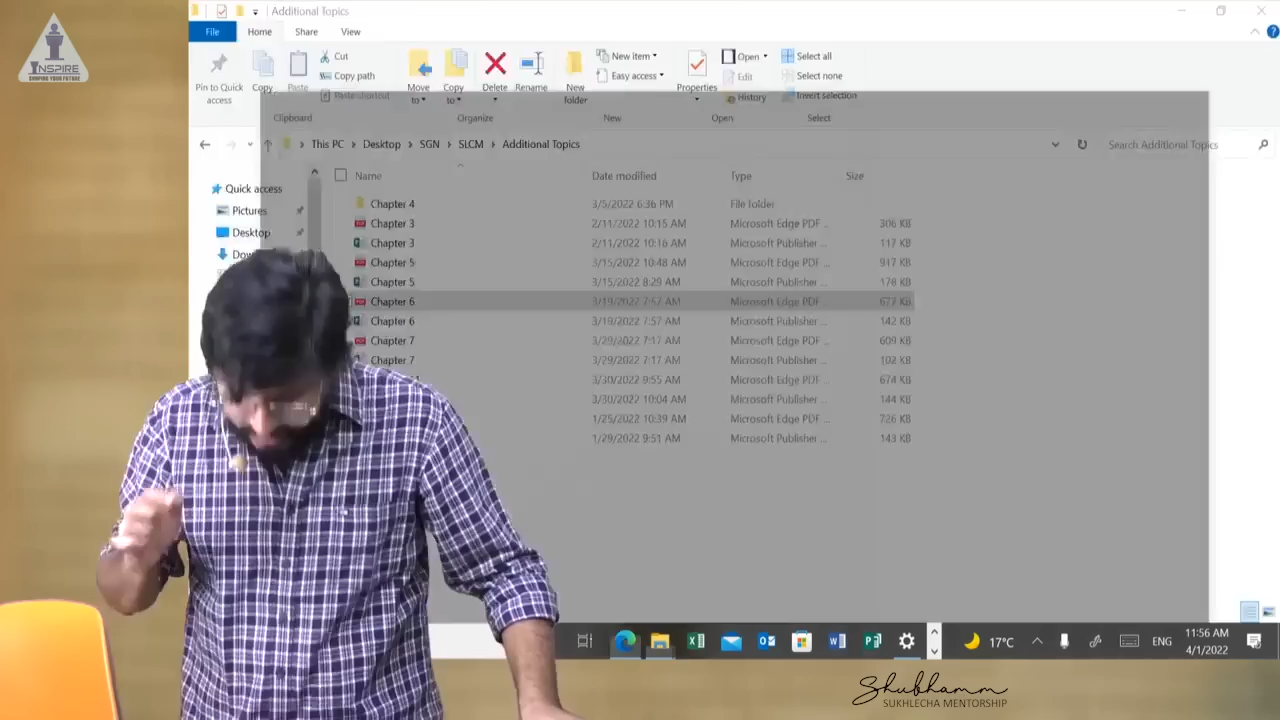 Additional Topics
File Home Share View
Pin to Quick access
Copy
Paste
Cut
Copy path
Paste shortcut
Clipboard
Move to
Copy to
Delete
Rename
Organize
New folder
New item
Easy access
New
Properties
Open
Edit
History
Open
Select all
Select none
Invert selection
Select
This PC > Desktop > SGN > SLCM > Additional Topics
Search Additional Topics
Quick access
Pictures
Desktop
Name Date modified Type Size
Chapter 4 3/5/2022 6:36 PM File folder
Chapter 3 2/11/2022 10:15 AM Microsoft Edge PDF ... 306 KB
Chapter 3 2/11/2022 10:16 AM Microsoft Publisher ... 117 KB
Chapter 5 3/15/2022 10:48 AM Microsoft Edge PDF ... 917 KB
Chapter 5 3/15/2022 8:29 AM Microsoft Publisher ... 178 KB
Chapter 6 3/19/2022 7:57 AM Microsoft Edge PDF ... 677 KB
Chapter 6 3/19/2022 7:57 AM Microsoft Publisher ... 142 KB
Chapter 7 3/29/2022 7:17 AM Microsoft Edge PDF ... 609 KB
Chapter 7 3/29/2022 7:17 AM Microsoft Publisher ... 102 KB
3/30/2022 9:55 AM Microsoft Edge PDF ... 674 KB
3/30/2022 10:04 AM Microsoft Publisher ... 144 KB
1/25/2022 10:39 AM Microsoft Edge PDF ... 726 KB
1/29/2022 9:51 AM Microsoft Publisher ... 143 KB
17°C ENG 11:56 AM
4/1/2022
INSPIRE
SHAPING YOUR FUTURE
Shubhamm
SUKHLECHA MENTORSHIP